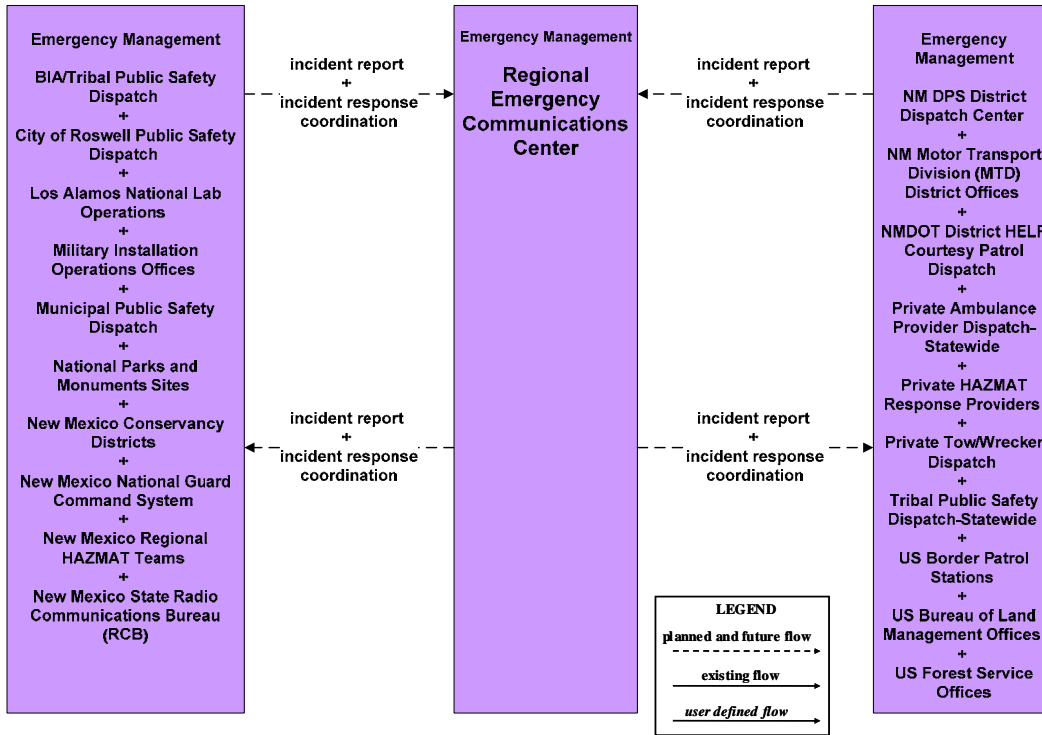 Emergency Management
BIA/Tribal Public Safety
Dispatch
+
City of Roswell Public Safety
Dispatch
+
Los Alamos National Lab
Operations
+
Military Installation
Operations Offices
+
Municipal Public Safety
Dispatch
+
National Parks and
Monuments Sites
+
New Mexico Conservancy
Districts
+
New Mexico National Guard
Command System
+
New Mexico Regional
HAZMAT Teams
+
New Mexico State Radio
Communications Bureau
(RCB)
incident report
+
incident response
coordination
incident report
+
incident response
coordination
Emergency Management
Regional
Emergency
Communications
Center
incident report
+
incident response
coordination
incident report
+
incident response
coordination
Emergency
Management
NM DPS District
Dispatch Center
+
NM Motor Transport
Division (MTD)
District Offices
+
NMDOT District HELP
Courtesy Patrol
Dispatch
+
Private Ambulance
Provider Dispatch–
Statewide
+
Private HAZMAT
Response Providers
+
Private Tow/Wrecker
Dispatch
+
Tribal Public Safety
Dispatch-Statewide
+
US Border Patrol
Stations
+
US Bureau of Land
Management Offices
+
US Forest Service
Offices
LEGEND
planned and future flow
existing flow
user defined flow